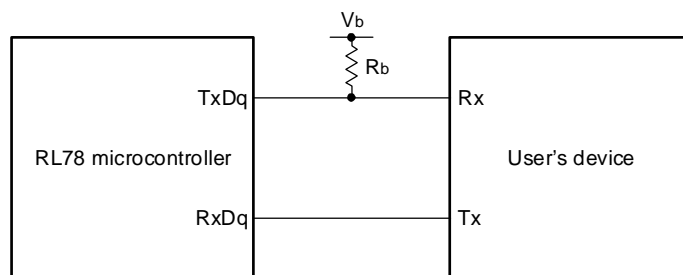 Vb
Rb
TxDq
Rx
RL78 microcontroller
User's device
RxDq
Tx